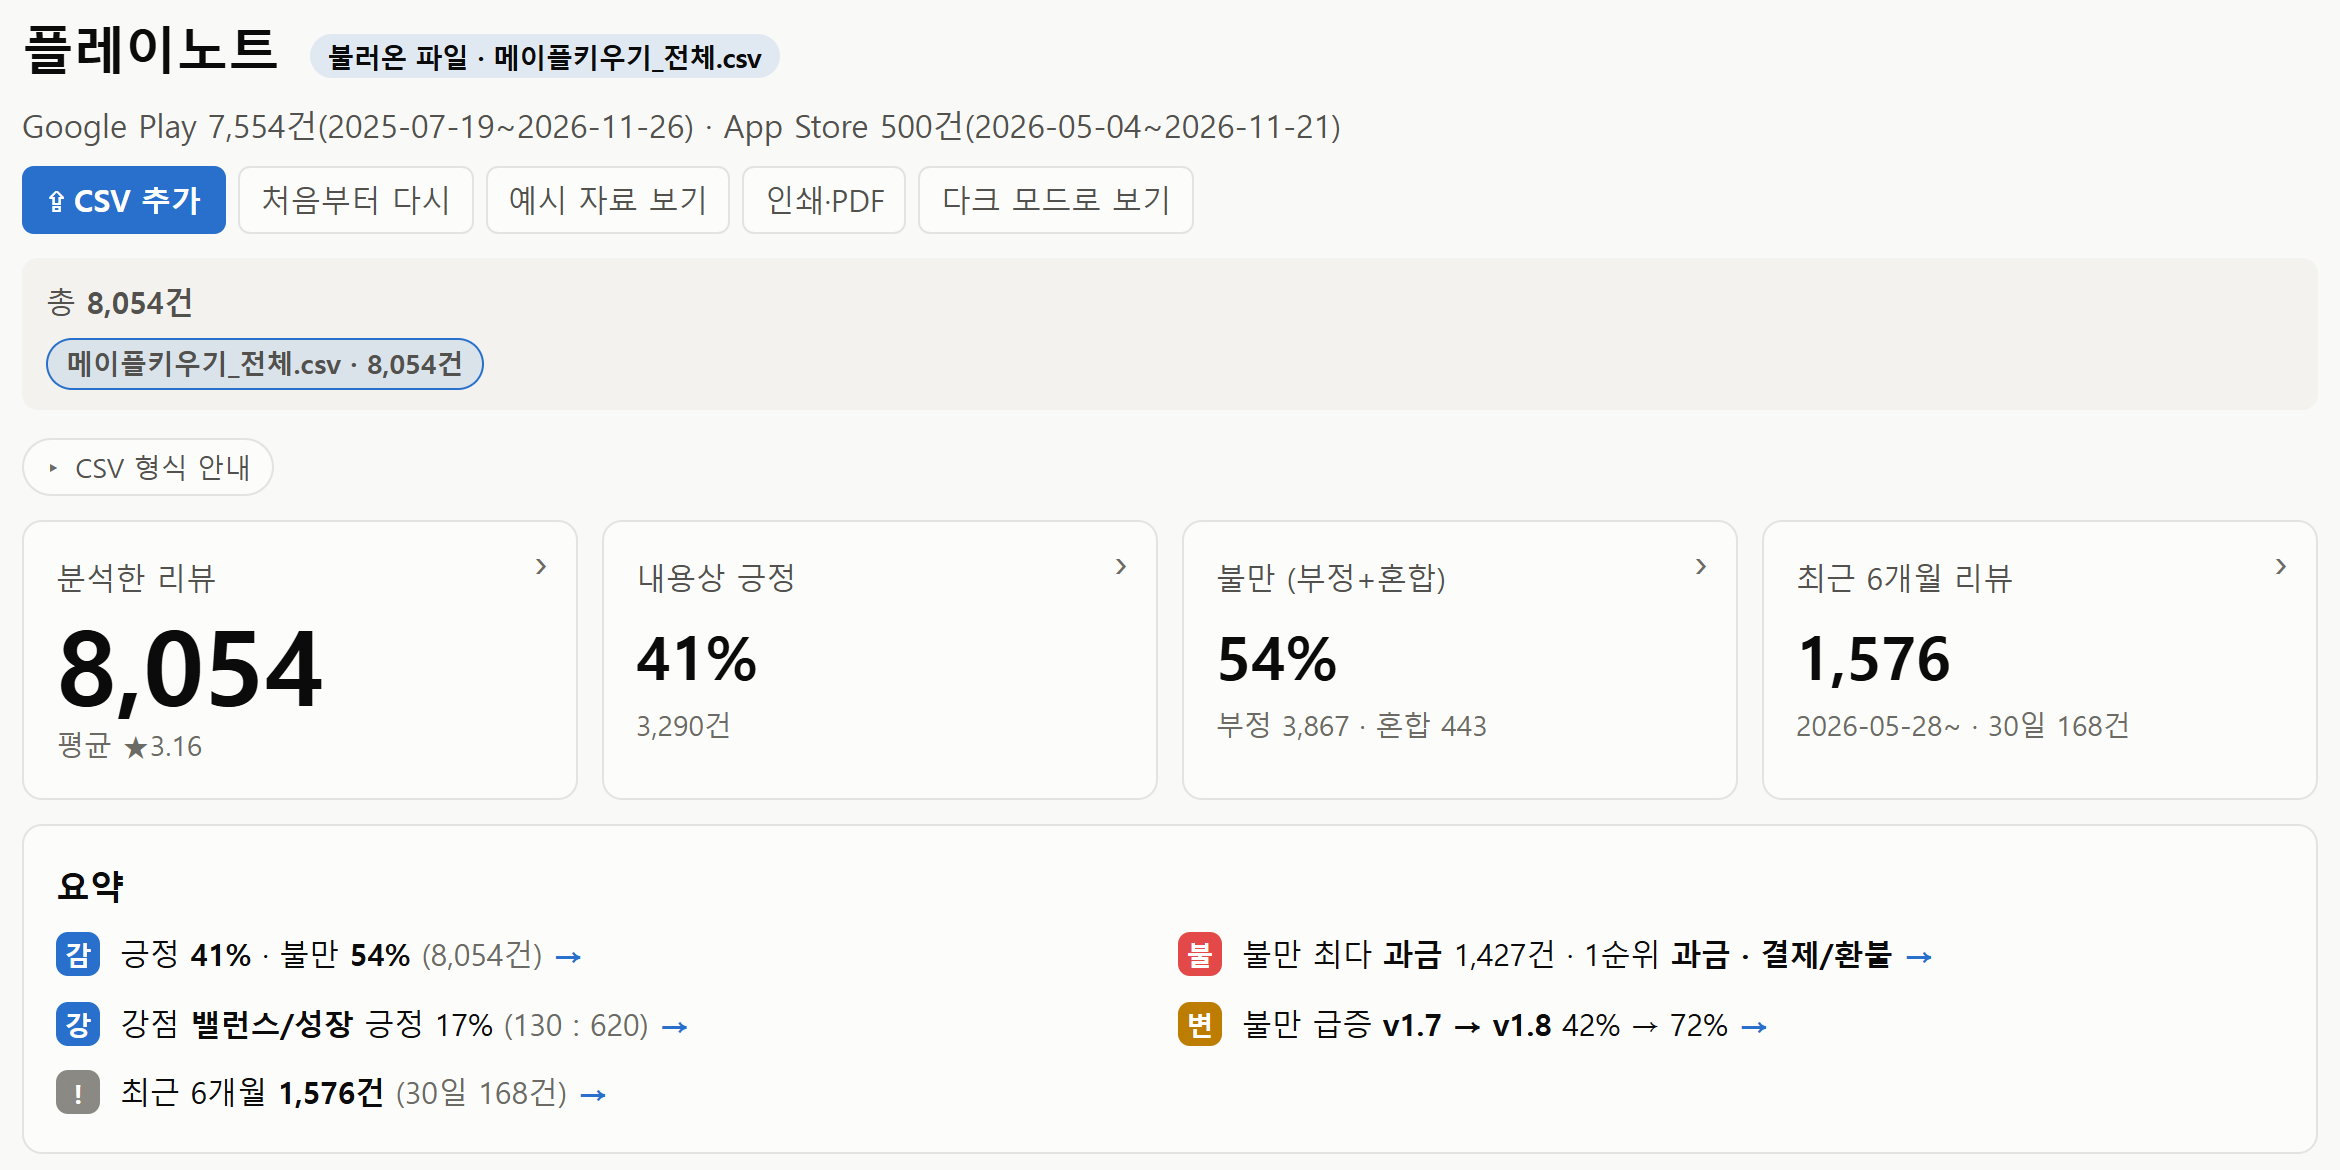 플레이노트
불러온 파일 · 메이플키우기_전체.csv
Google Play 7,554건(2025-07-19~2026-11-26) · App Store 500건(2026-05-04~2026-11-21)
⇪ CSV 추가
처음부터 다시
예시 자료 보기
인쇄·PDF
다크 모드로 보기
총 8,054건
메이플키우기_전체.csv · 8,054건
‣ CSV 형식 안내
분석한 리뷰 ›
8,054
평균 ★3.16
내용상 긍정 ›
41%
3,290건
불만 (부정+혼합) ›
54%
부정 3,867 · 혼합 443
최근 6개월 리뷰 ›
1,576
2026-05-28~ · 30일 168건
요약
감 긍정 41% · 불만 54% (8,054건) →
불 불만 최다 과금 1,427건 · 1순위 과금 · 결제/환불 →
강 강점 밸런스/성장 긍정 17% (130 : 620) →
변 불만 급증 v1.7 → v1.8 42% → 72% →
! 최근 6개월 1,576건 (30일 168건) →